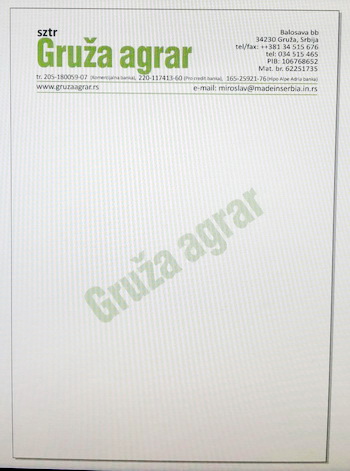 sztr
Gruža agrar
Balosava bb
34230 Gruža, Srbija
tel/fax: ++381 34 515 676
tel: 034 515 465
PIB: 106768652
Mat. br. 62251735
tr. 205-180059-07 (Komercijalna banka), 220-117413-60 (Pro credit banka), 165-25921-76 (Hypo Alpe Adria banka)
www.gruzaagrar.rs
e-mail: miroslav@madeinserbia.in.rs
Gruža agrar